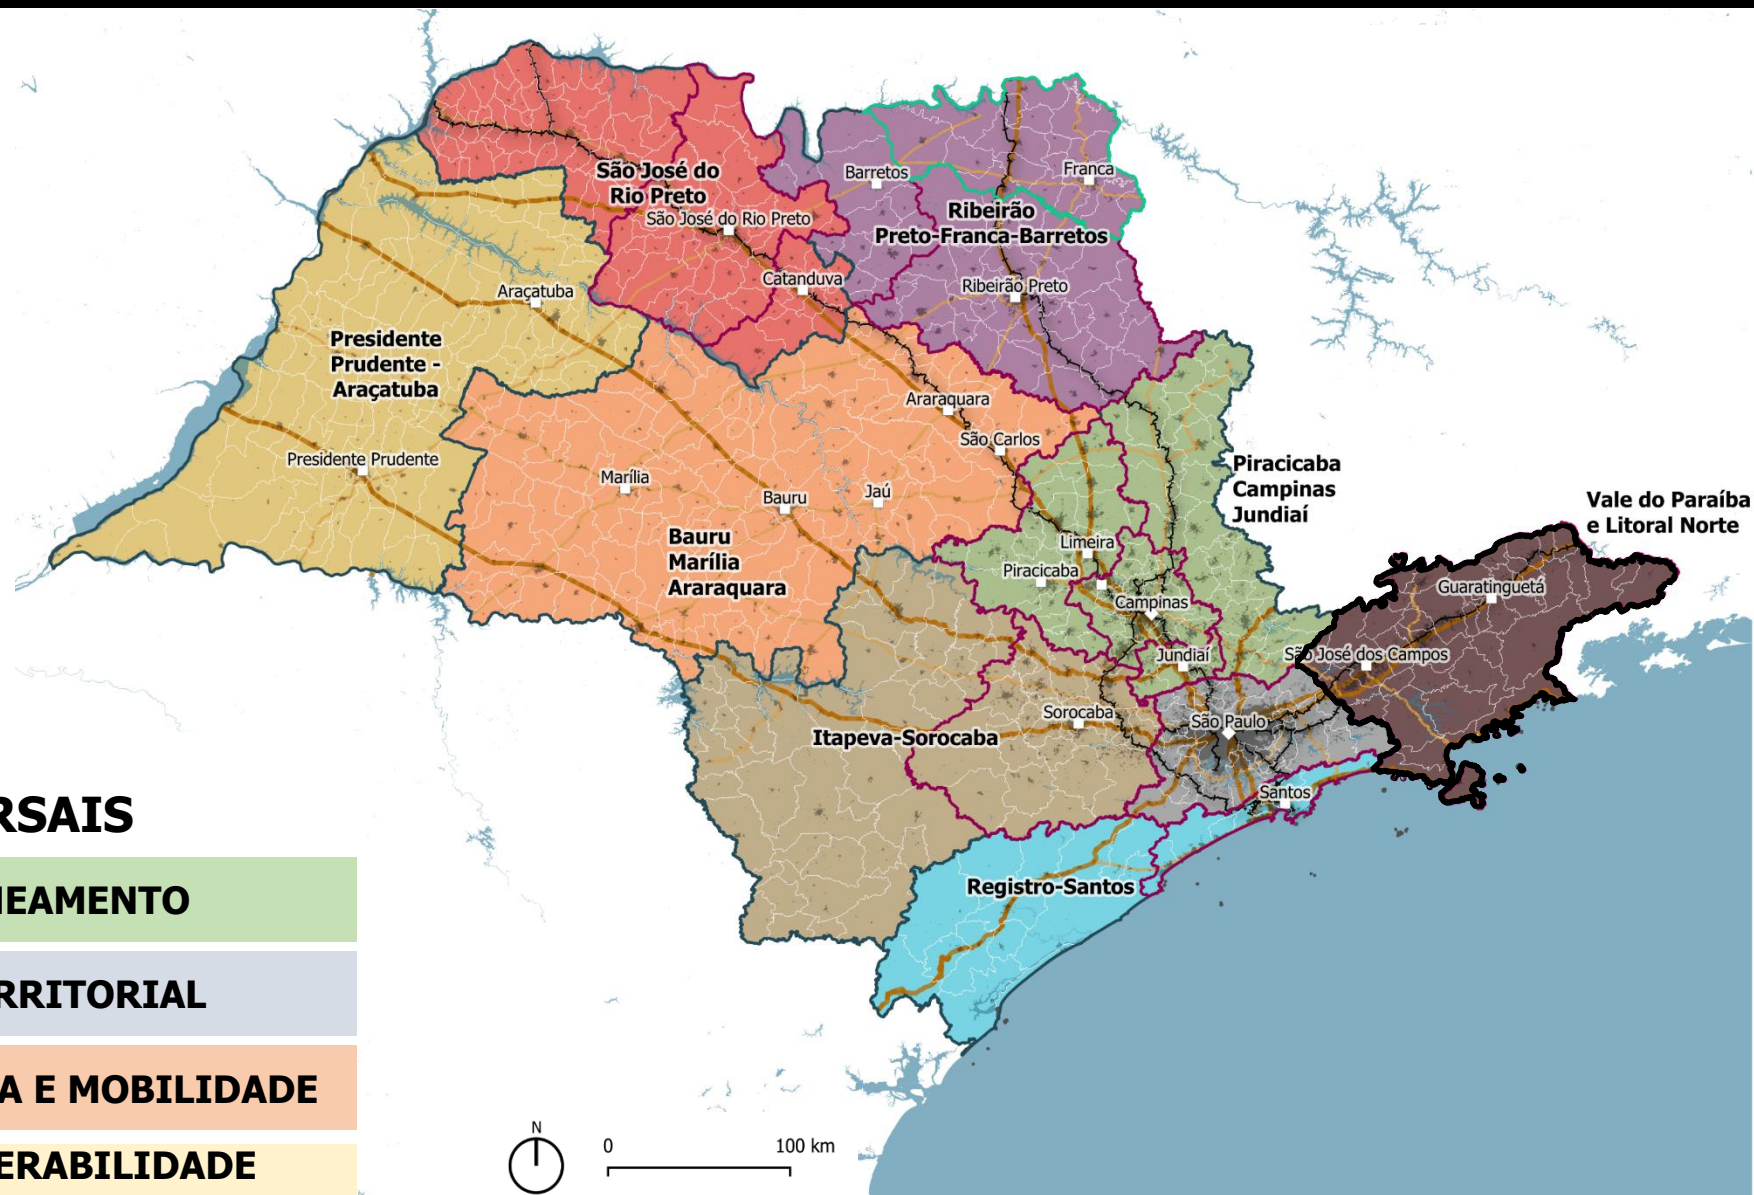 São José do
Rio Preto
São José do Rio Preto
Catanduva
Barretos
Franca
Ribeirão
Preto-Franca-Barretos
Ribeirão Preto
Araçatuba
Presidente
Prudente -
Araçatuba
Presidente Prudente
Araraquara
São Carlos
Marília
Bauru
Jaú
Bauru
Marília
Araraquara
Piracicaba
Campinas
Jundiaí
Limeira
Piracicaba
Campinas
Jundiaí
Vale do Paraíba
e Litoral Norte
Guaratinguetá
São José dos Campos
Sorocaba
São Paulo
Itapeva-Sorocaba
Santos
Registro-Santos
RSAIS
NEAMENTO
RRITORIAL
A E MOBILIDADE
ERABILIDADE
N
0 100 km